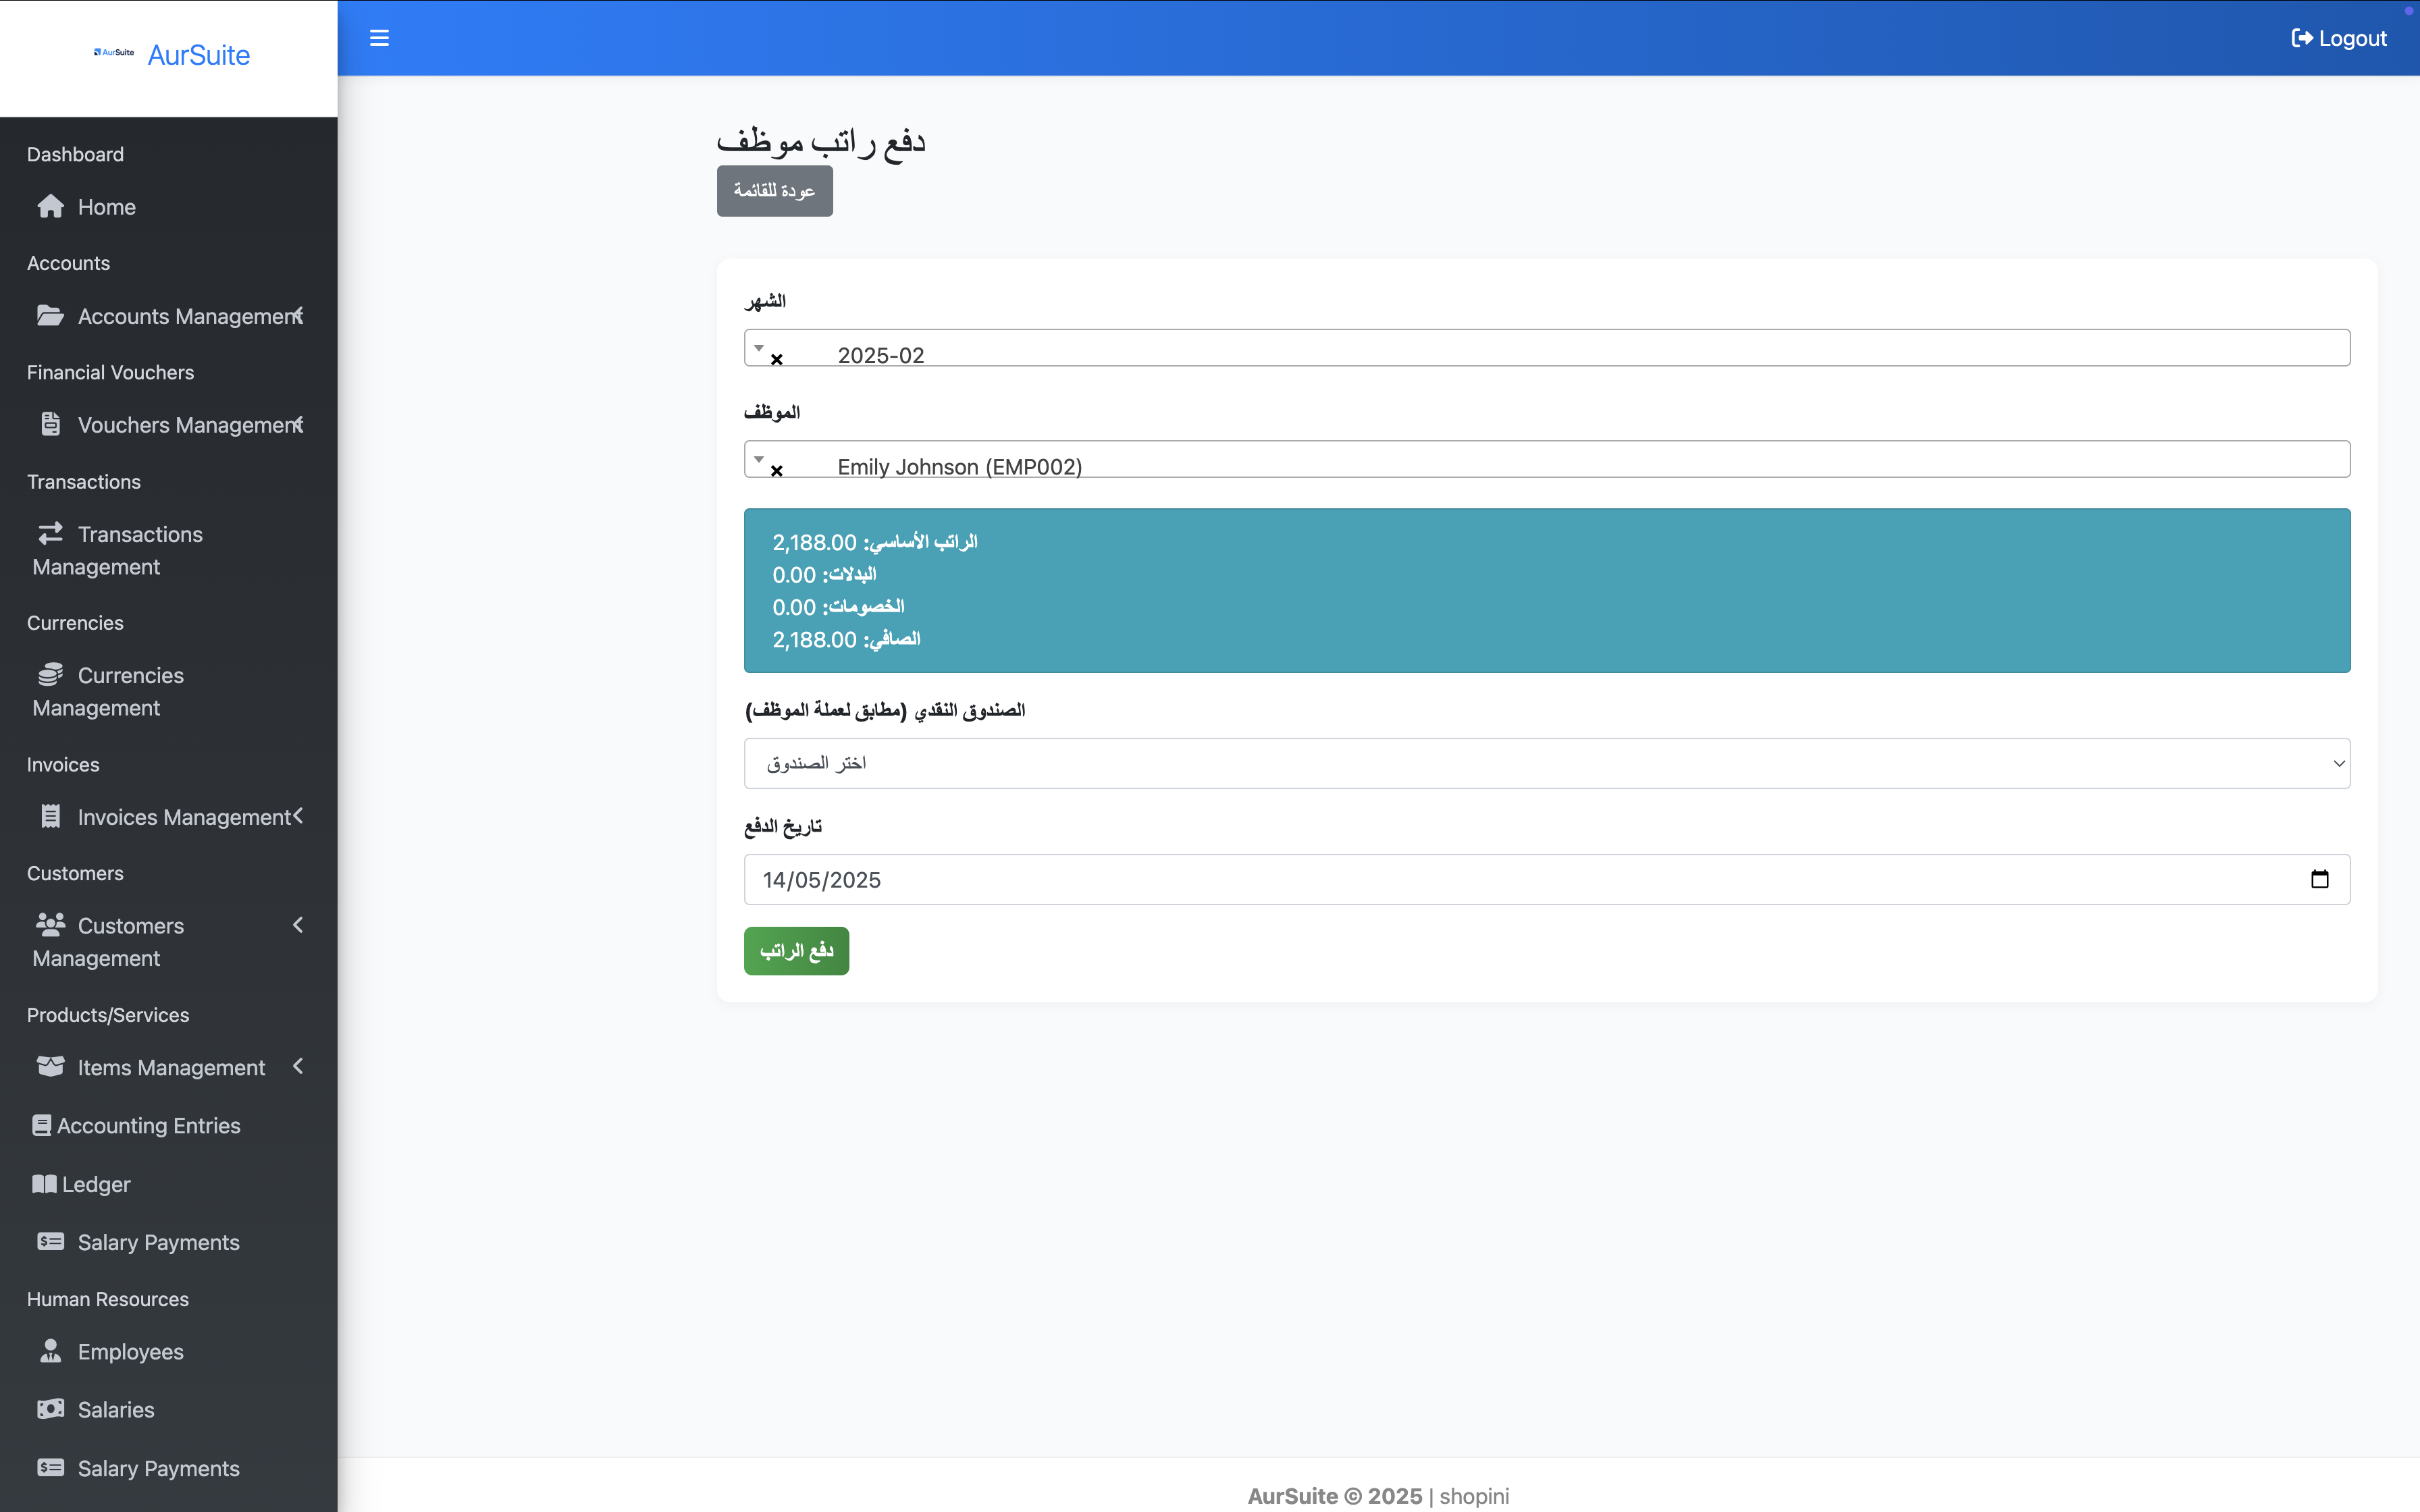 AurSuite AurSuite
Logout
Dashboard
Home
Accounts
Accounts Management
Financial Vouchers
Vouchers Management
Transactions
Transactions
Management
Currencies
Currencies
Management
Invoices
Invoices Management
Customers
Customers
Management
Products/Services
Items Management
Accounting Entries
Ledger
Salary Payments
Human Resources
Employees
Salaries
Salary Payments
دفع راتب موظف
عودة للقائمة
الشهر
× 2025-02
الموظف
× Emily Johnson (EMP002)
الراتب الأساسي: 2,188.00
البدلات: 0.00
الخصومات: 0.00
الصافي: 2,188.00
الصندوق النقدي (مطابق لعملة الموظف)
اختر الصندوق
تاريخ الدفع
14/05/2025
دفع الراتب
AurSuite © 2025 | shopini